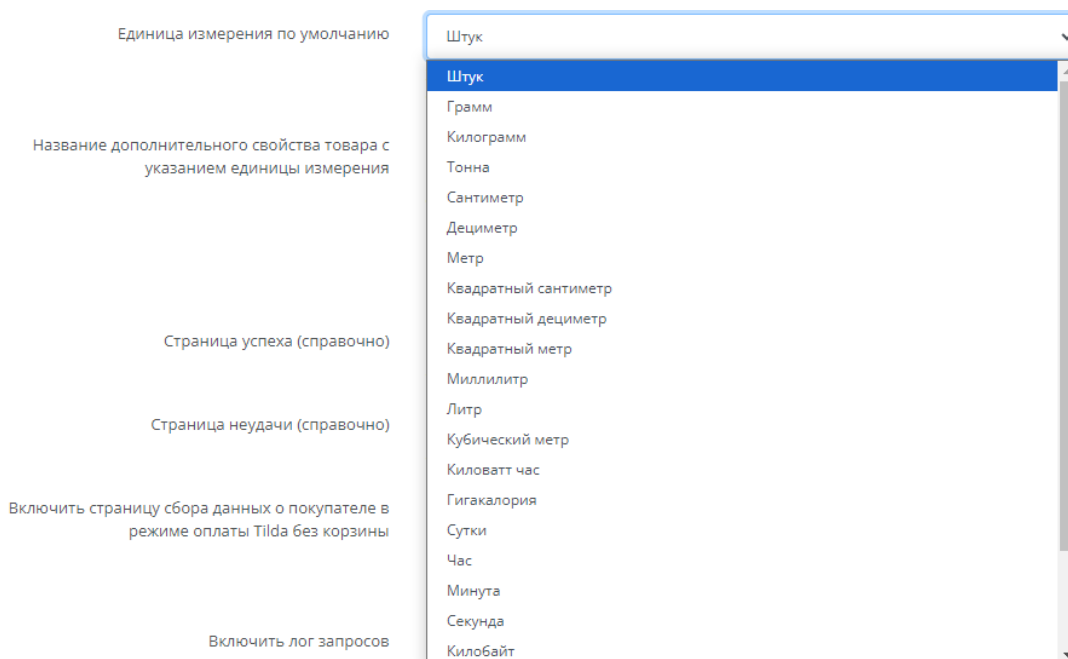 Единица измерения по умолчанию
Штук
Штук
Грамм
Килограмм
Название дополнительного свойства товара с
указанием единицы измерения
Тонна
Сантиметр
Дециметр
Метр
Квадратный сантиметр
Квадратный дециметр
Страница успеха (справочно)
Квадратный метр
Миллилитр
Литр
Страница неудачи (справочно)
Кубический метр
Киловатт час
Гигакалория
Включить страницу сбора данных о покупателе в
режиме оплаты Tilda без корзины
Сутки
Час
Минута
Секунда
Включить лог запросов
Килобайт